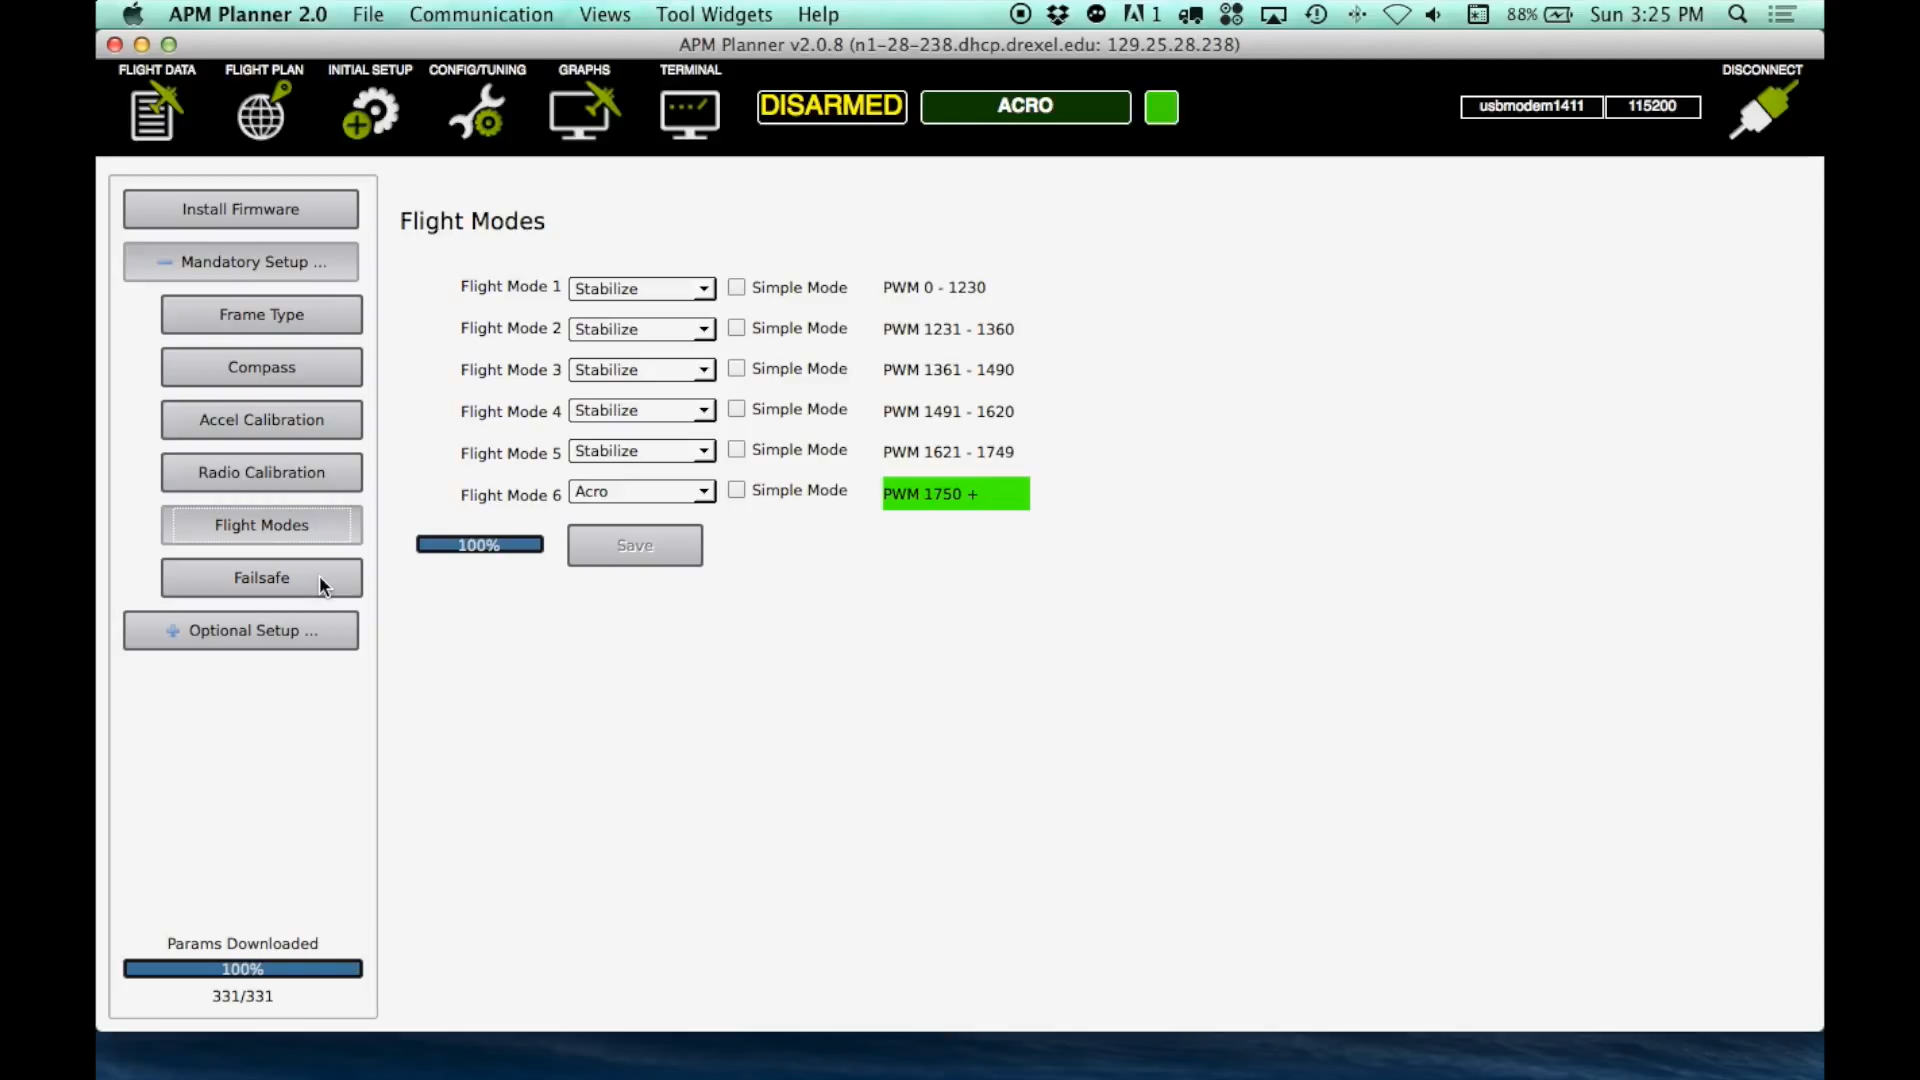 APM Planner 2.0 File Communication Views Tool Widgets Help 1 88% Sun 3:25 PM
APM Planner v2.0.8 (n1-28-238.dhcp.drexel.edu: 129.25.28.238)
FLIGHT DATA FLIGHT PLAN INITIAL SETUP CONFIG/TUNING GRAPHS TERMINAL DISCONNECT
DISARMED ACRO usbmodem1411 115200
Install Firmware
Mandatory Setup ...
Frame Type
Compass
Accel Calibration
Radio Calibration
Flight Modes
Failsafe
Optional Setup ...
Params Downloaded
100%
331/331
Flight Modes
Flight Mode 1 Stabilize Simple Mode PWM 0 - 1230
Flight Mode 2 Stabilize Simple Mode PWM 1231 - 1360
Flight Mode 3 Stabilize Simple Mode PWM 1361 - 1490
Flight Mode 4 Stabilize Simple Mode PWM 1491 - 1620
Flight Mode 5 Stabilize Simple Mode PWM 1621 - 1749
Flight Mode 6 Acro Simple Mode PWM 1750 +
100% Save